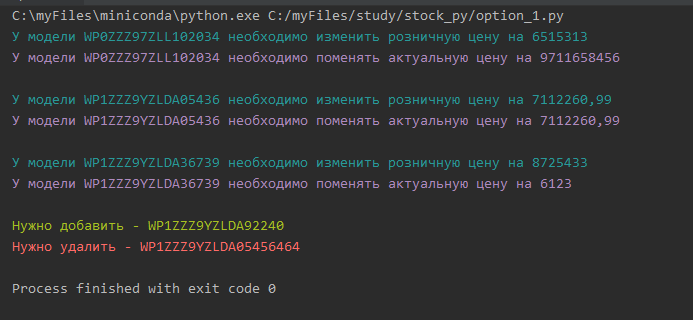 C:\myFiles\miniconda\python.exe C:/myFiles/study/stock_py/option_1.py
У модели WP0ZZZ97ZLL102034 необходимо изменить розничную цену на 6515313
У модели WP0ZZZ97ZLL102034 необходимо поменять актуальную цену на 9711658456
У модели WP1ZZZ9YZLDA05436 необходимо изменить розничную цену на 7112260,99
У модели WP1ZZZ9YZLDA05436 необходимо поменять актуальную цену на 7112260,99
У модели WP1ZZZ9YZLDA36739 необходимо изменить розничную цену на 8725433
У модели WP1ZZZ9YZLDA36739 необходимо поменять актуальную цену на 6123
Нужно добавить - WP1ZZZ9YZLDA92240
Нужно удалить - WP1ZZZ9YZLDA05456464
Process finished with exit code 0